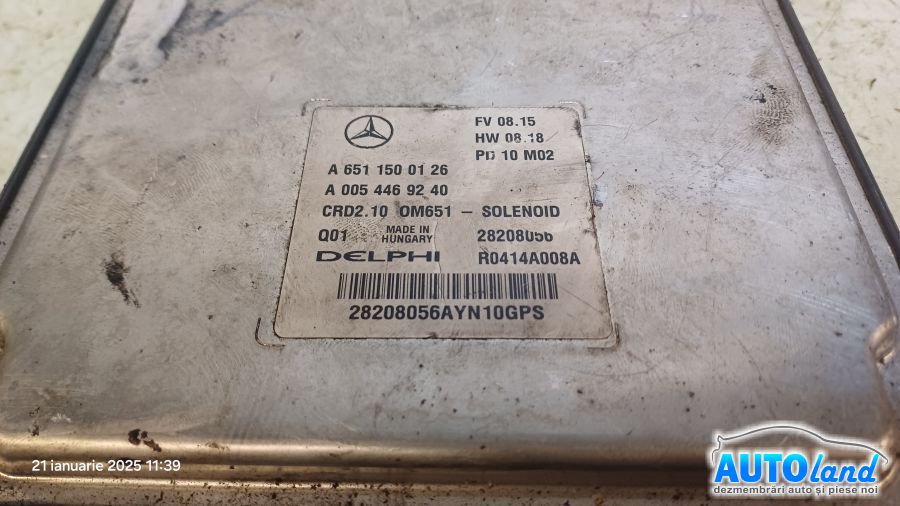 FV 08.15
HW 08.18
PD 10 M02
A 651 150 01 26
A 005 446 92 40
CRD2.10 OM651 – SOLENOID
Q01 MADE IN HUNGARY 28208056
DELPHI R0414A008A
28208056AYN10GPS
21 ianuarie 2025 11:39
AUTOland
dezmembrări auto și piese noi